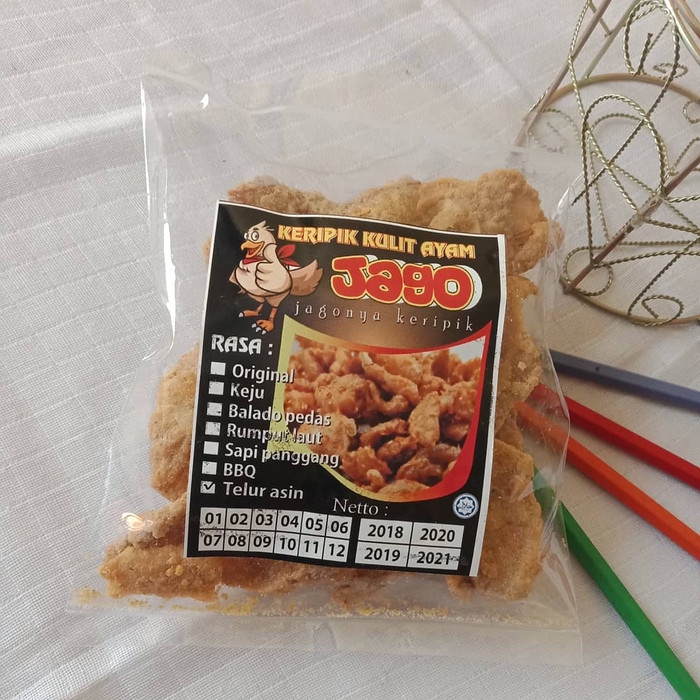 KERIPIK KULIT AYAM
Jago
jagonya keripik
RASA :
Original
Keju
Balado pedas
Rumput laut
Sapi panggang
BBQ
Telur asin
Netto :
01 02 03 04 05 06 2018 2020
07 08 09 10 11 12 2019 2021